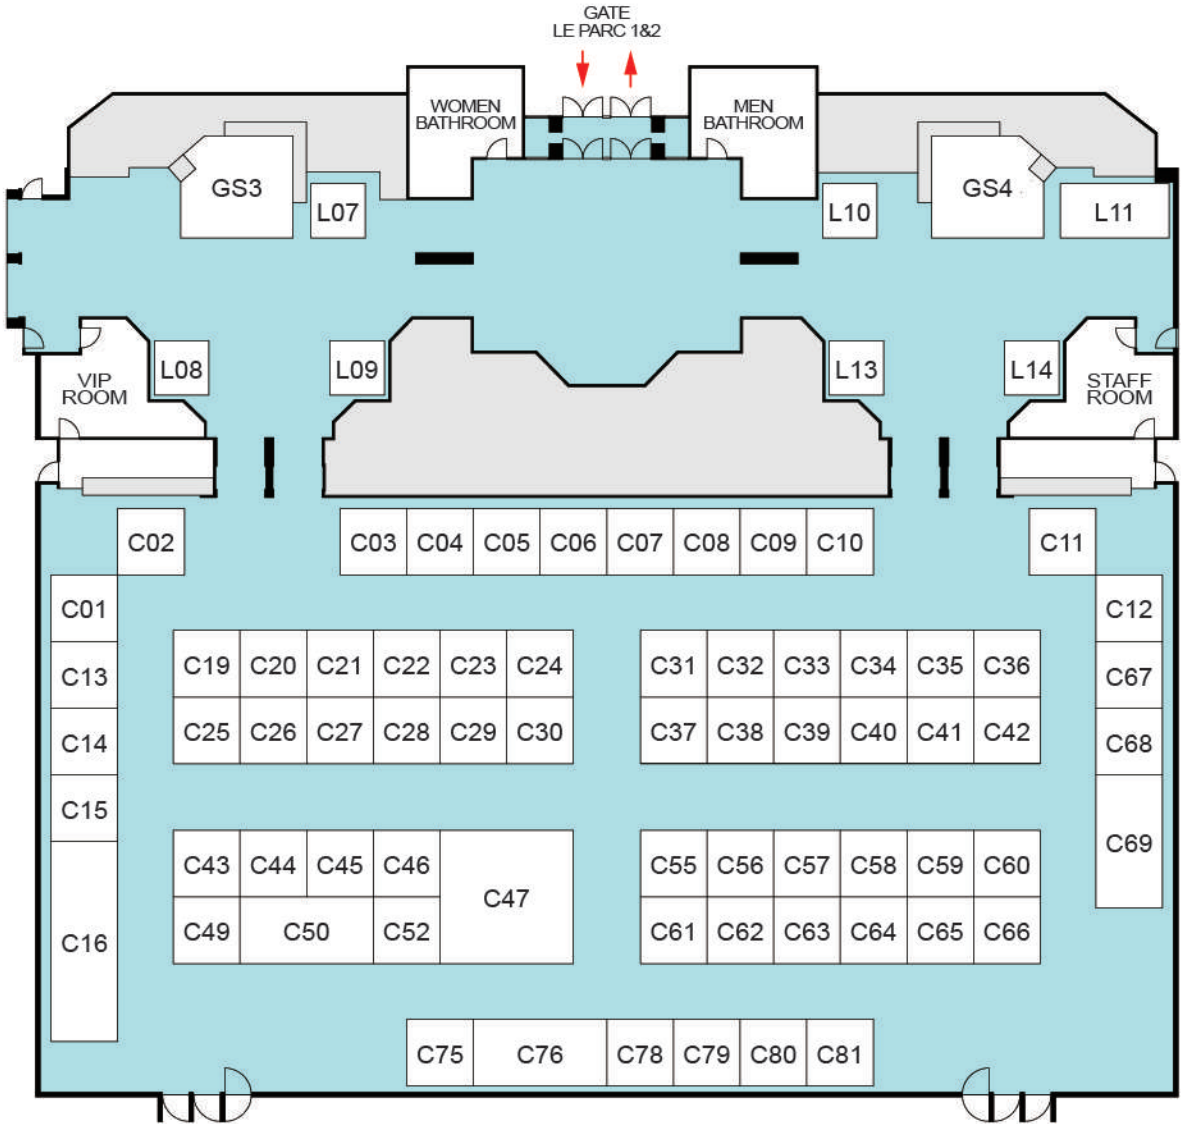 GATE
LE PARC 1&2
WOMEN
BATHROOM
MEN
BATHROOM
GS3
L07
L10
GS4
L11
L08
L09
L13
L14
VIP
ROOM
STAFF
ROOM
C02
C03 C04 C05 C06 C07 C08 C09 C10
C11
C01
C12
C13
C19 C20 C21 C22 C23 C24
C31 C32 C33 C34 C35 C36
C67
C14
C25 C26 C27 C28 C29 C30
C37 C38 C39 C40 C41 C42
C68
C15
C69
C43 C44 C45 C46
C47
C55 C56 C57 C58 C59 C60
C16
C49 C50 C52
C61 C62 C63 C64 C65 C66
C75 C76 C78 C79 C80 C81